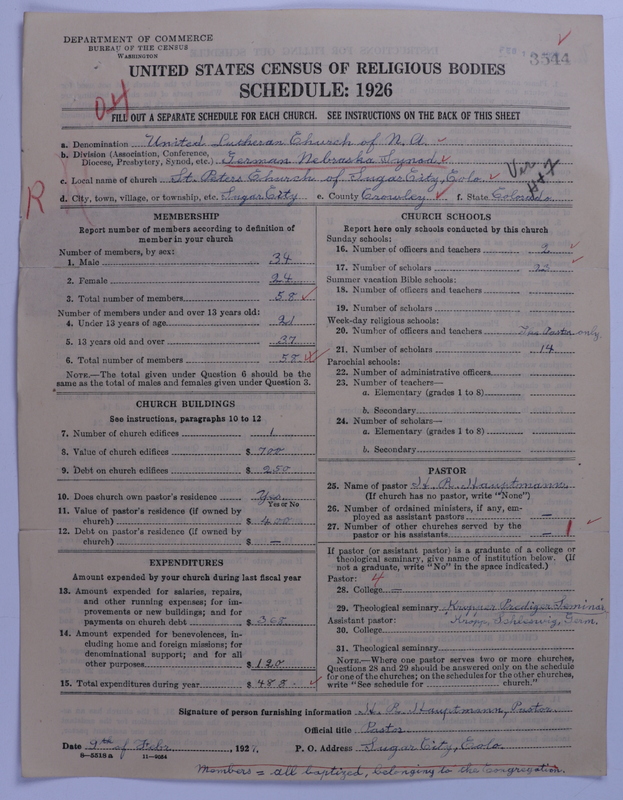 DEPARTMENT OF COMMERCE
BUREAU OF THE CENSUS
WASHINGTON
3544
UNITED STATES CENSUS OF RELIGIOUS BODIES
SCHEDULE: 1926
FILL OUT A SEPARATE SCHEDULE FOR EACH CHURCH. SEE INSTRUCTIONS ON THE BACK OF THIS SHEET
a. Denomination United Lutheran Church of N. A.
b. Division (Association, Conference, Diocese, Presbytery, Synod, etc.) German Nebraska Synod
c. Local name of church St. Peters Church of Sugar City, Colo.
d. City, town, village, or township, etc. Sugar City e. County Crowley f. State Colorado
R
MEMBERSHIP
Report number of members according to definition of
member in your church
Number of members, by sex:
1. Male 34
2. Female 24
3. Total number of members 58
Number of members under and over 13 years old:
4. Under 13 years of age 21
5. 13 years old and over 37
6. Total number of members 58
NOTE.—The total given under Question 6 should be the
same as the total of males and females given under Question 3.
CHURCH BUILDINGS
See instructions, paragraphs 10 to 12
7. Number of church edifices 1
8. Value of church edifices $ 700
9. Debt on church edifices $ 250
10. Does church own pastor's residence Yes
Yes or No
11. Value of pastor's residence (if owned by
church) $ 400
12. Debt on pastor's residence (if owned by
church) $ —
EXPENDITURES
Amount expended by your church during last fiscal year
13. Amount expended for salaries, repairs,
and other running expenses; for im-
provements or new buildings; and for
payments on church debt $ 368
14. Amount expended for benevolences, in-
cluding home and foreign missions; for
denominational support; and for all
other purposes $ 120
15. Total expenditures during year $ 488
CHURCH SCHOOLS
Report here only schools conducted by this church
Sunday schools:
16. Number of officers and teachers 2
17. Number of scholars
Summer vacation Bible schools:
18. Number of officers and teachers
19. Number of scholars
Week-day religious schools:
20. Number of officers and teachers The Pastor only.
21. Number of scholars 14
Parochial schools:
22. Number of administrative officers
23. Number of teachers—
a. Elementary (grades 1 to 8)
b. Secondary
24. Number of scholars—
a. Elementary (grades 1 to 8)
b. Secondary
PASTOR
25. Name of pastor H. R. Hauptmann
(If church has no pastor, write "None")
26. Number of ordained ministers, if any, em-
ployed as assistant pastors —
27. Number of other churches served by the
pastor or his assistants — 1
If pastor (or assistant pastor) is a graduate of a college or
theological seminary, give name of institution below. (If
not a graduate, write "No" in the space indicated.)
Pastor: 4
28. College —
29. Theological seminary Kropper Prediger Seminar
Assistant pastor: Kropp, Schleswig, Germ.
30. College
31. Theological seminary
NOTE.—Where one pastor serves two or more churches,
Questions 28 and 29 should be answered only on the schedule
for one of the churches; on the schedules for the other churches,
write "See schedule for church."
Signature of person furnishing information H. R. Hauptmann, Pastor.
Official title Pastor
Date 9th of Febr., 1927. P. O. Address Sugar City, Colo.
8—5518a 11—9054
Members = all baptized, belonging to the Congregation.